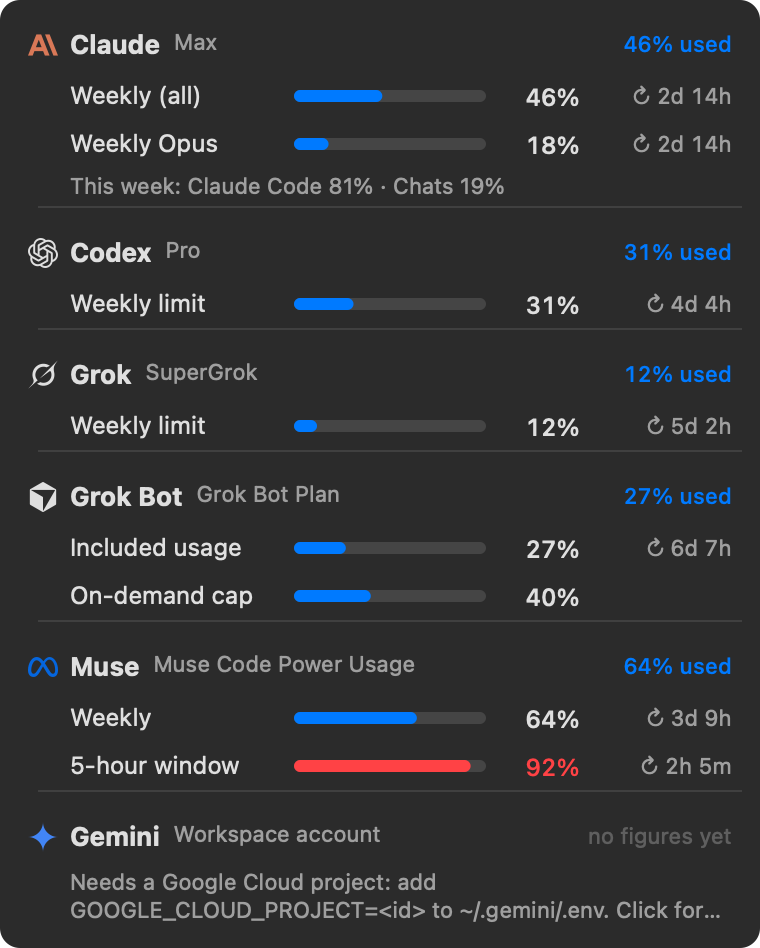 Claude Max 46% used
Weekly (all) 46% ↻ 2d 14h
Weekly Opus 18% ↻ 2d 14h
This week: Claude Code 81% · Chats 19%
Codex Pro 31% used
Weekly limit 31% ↻ 4d 4h
Grok SuperGrok 12% used
Weekly limit 12% ↻ 5d 2h
Grok Bot Grok Bot Plan 27% used
Included usage 27% ↻ 6d 7h
On-demand cap 40%
Muse Muse Code Power Usage 64% used
Weekly 64% ↻ 3d 9h
5-hour window 92% ↻ 2h 5m
Gemini Workspace account no figures yet
Needs a Google Cloud project: add
GOOGLE_CLOUD_PROJECT=<id> to ~/.gemini/.env. Click for…